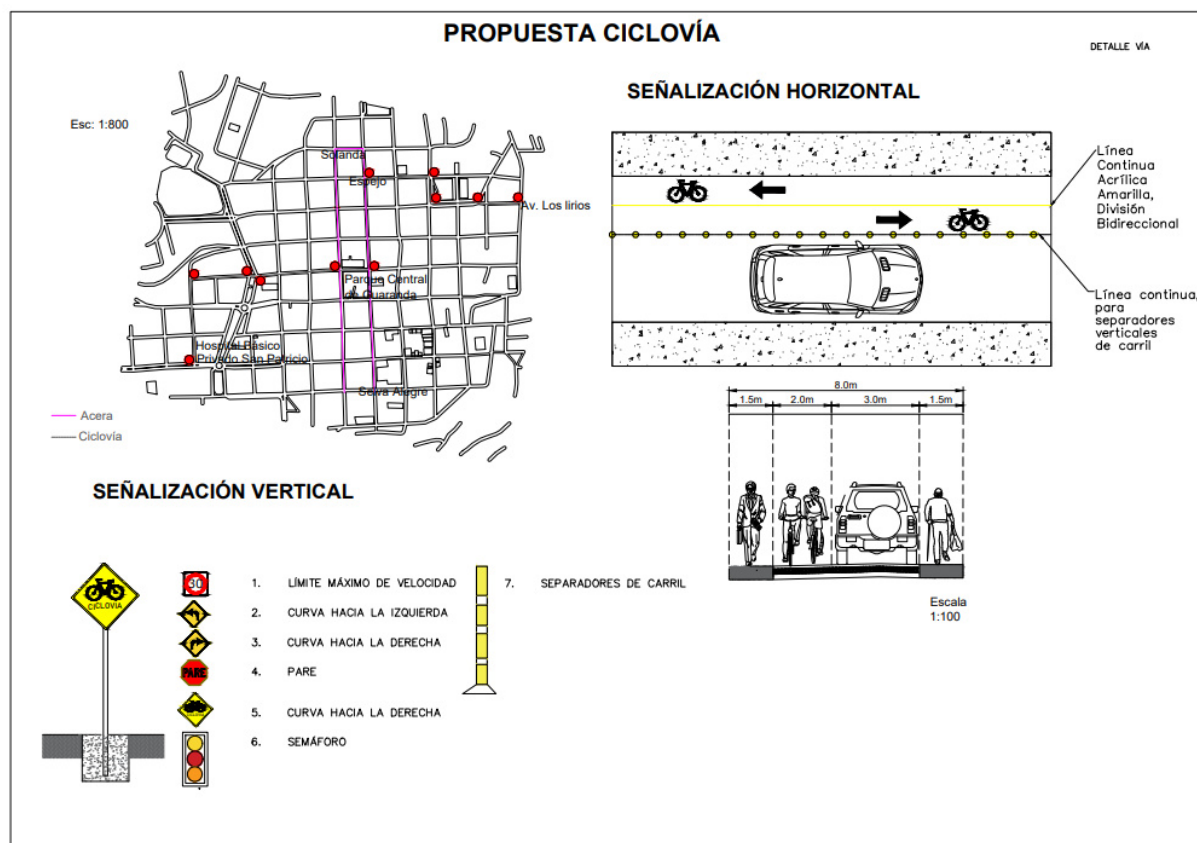 PROPUESTA CICLOVÍA
DETALLE VÍA
Esc: 1:800
Solanda
Espejo
Av. Los lirios
Parque Central
de Guaranda
Hospital Básico
Privado San Patricio
Selva Alegre
Acera
Ciclovía
SEÑALIZACIÓN HORIZONTAL
Línea
Continua
Acrílica
Amarilla,
División
Bidireccional
Línea continua,
para
separadores
verticales
de carril
8.0m
1.5m
2.0m
3.0m
1.5m
Escala
1:100
SEÑALIZACIÓN VERTICAL
CICLOVÍA
30
1. LÍMITE MÁXIMO DE VELOCIDAD
2. CURVA HACIA LA IZQUIERDA
3. CURVA HACIA LA DERECHA
PARE
4. PARE
5. CURVA HACIA LA DERECHA
6. SEMÁFORO
7. SEPARADORES DE CARRIL